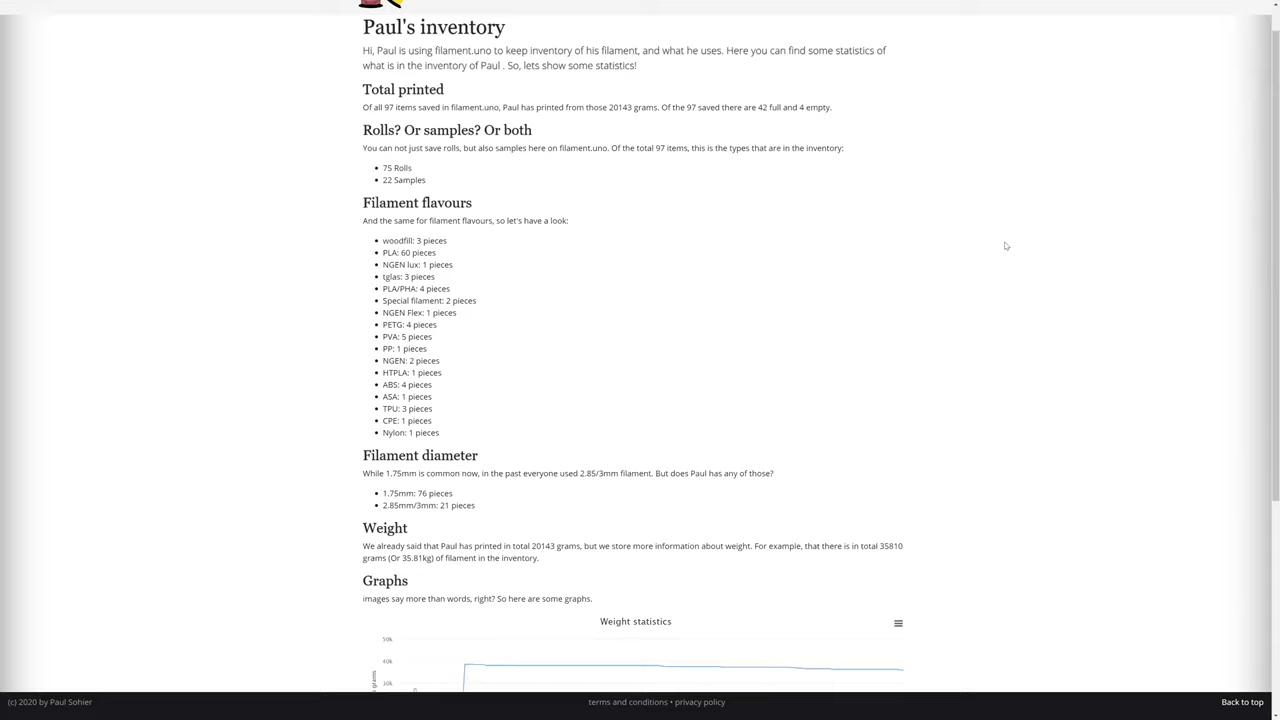 Paul's inventory
Hi, Paul is using filament.uno to keep inventory of his filament, and what he uses. Here you can find some statistics of
what is in the inventory of Paul . So, lets show some statistics!
Total printed
Of all 97 items saved in filament.uno, Paul has printed from those 20143 grams. Of the 97 saved there are 42 full and 4 empty.
Rolls? Or samples? Or both
You can not just save rolls, but also samples here on filament.uno. Of the total 97 items, this is the types that are in the inventory:
• 75 Rolls
• 22 Samples
Filament flavours
And the same for filament flavours, so let's have a look:
• woodfill: 3 pieces
• PLA: 60 pieces
• NGEN lux: 1 pieces
• tglas: 3 pieces
• PLA/PHA: 4 pieces
• Special filament: 2 pieces
• NGEN Flex: 1 pieces
• PETG: 4 pieces
• PVA: 5 pieces
• PP: 1 pieces
• NGEN: 2 pieces
• HTPLA: 1 pieces
• ABS: 4 pieces
• ASA: 1 pieces
• TPU: 3 pieces
• CPE: 1 pieces
• Nylon: 1 pieces
Filament diameter
While 1.75mm is common now, in the past everyone used 2.85/3mm filament. But does Paul has any of those?
• 1.75mm: 76 pieces
• 2.85mm/3mm: 21 pieces
Weight
We already said that Paul has printed in total 20143 grams, but we store more information about weight. For example, that there is in total 35810
grams (Or 35.81kg) of filament in the inventory.
Graphs
images say more than words, right? So here are some graphs.
Weight statistics
50k
40k
30k
grams
(c) 2020 by Paul Sohier
terms and conditions • privacy policy
Back to top